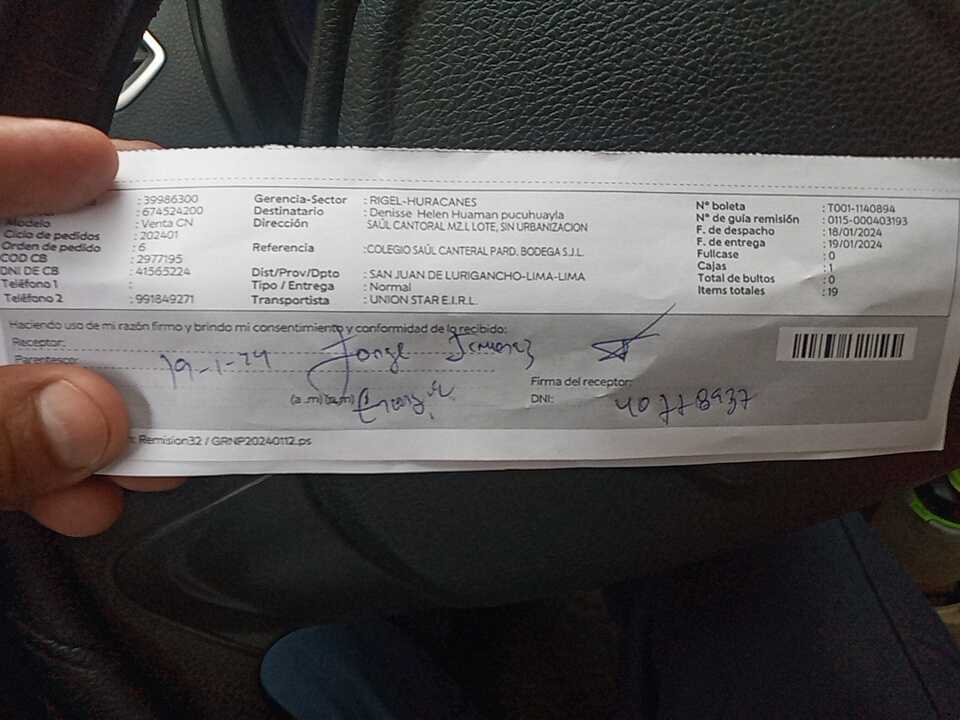 : 39986300
: 674524200
Modelo : Venta CN
Ciclo de pedidos : 202401
Orden de pedido : 6
COD CB : 2977195
DNI DE CB : 41565224
Teléfono 1 :
Teléfono 2 : 991849271
Gerencia-Sector : RIGEL-HURACANES
Destinatario : Denisse Helen Huaman pucuhuayla
Dirección SAÚL CANTORAL MZ.I, LOTE, SIN URBANIZACION
Referencia :COLEGIO SAÚL CANTERAL PARD. BODEGA S.J.L.
Dist/Prov/Dpto : SAN JUAN DE LURIGANCHO-LIMA-LIMA
Tipo / Entrega : Normal
Transportista : UNION STAR E.I.R.L.
N° boleta : T001-1140894
N° de guía remisión : 0115-000403193
F. de despacho : 18/01/2024
F. de entrega : 19/01/2024
Fullcase : 0
Cajas : 1
Total de bultos : 0
Items totales : 19
Haciendo uso de mi razón firmo y brindo mi consentimiento y conformidad de lo recibido:
Receptor: Jorge
Parentesco: 19-1-24
Firma del receptor:
(a .m) (p.m)
DNI: 40778937
: Remision32 / GRNP20240112.ps